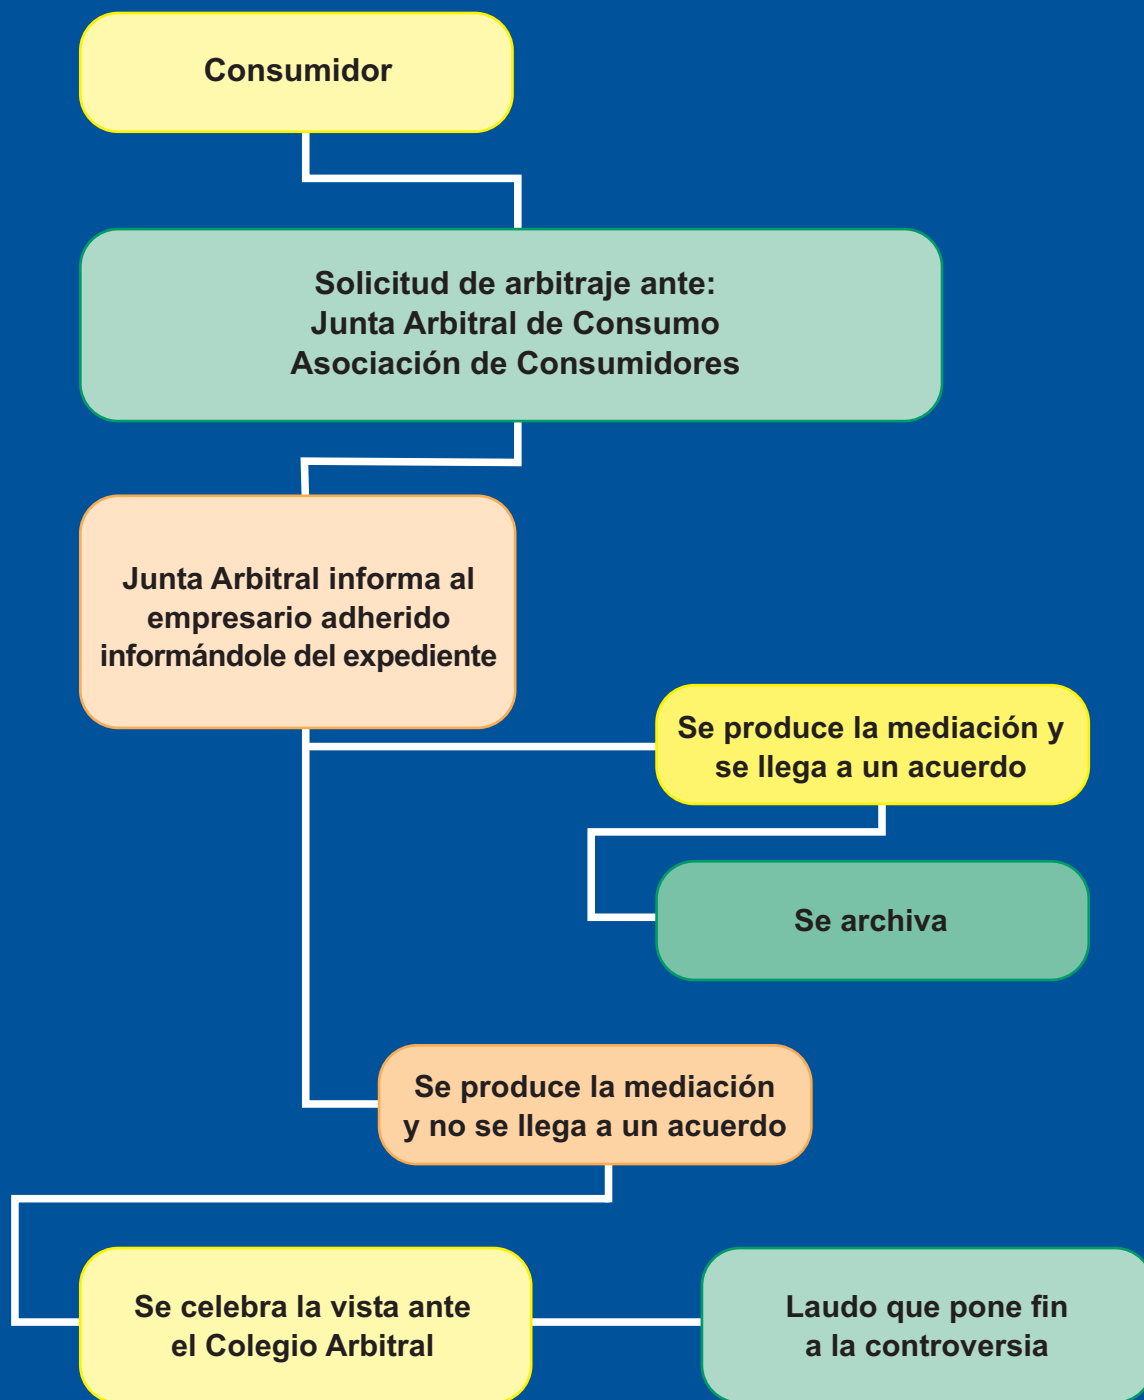 Consumidor
Solicitud de arbitraje ante:
Junta Arbitral de Consumo
Asociación de Consumidores
Junta Arbitral informa al
empresario adherido
informándole del expediente
Se produce la mediación y
se llega a un acuerdo
Se archiva
Se produce la mediación
y no se llega a un acuerdo
Se celebra la vista ante
el Colegio Arbitral
Laudo que pone fin
a la controversia